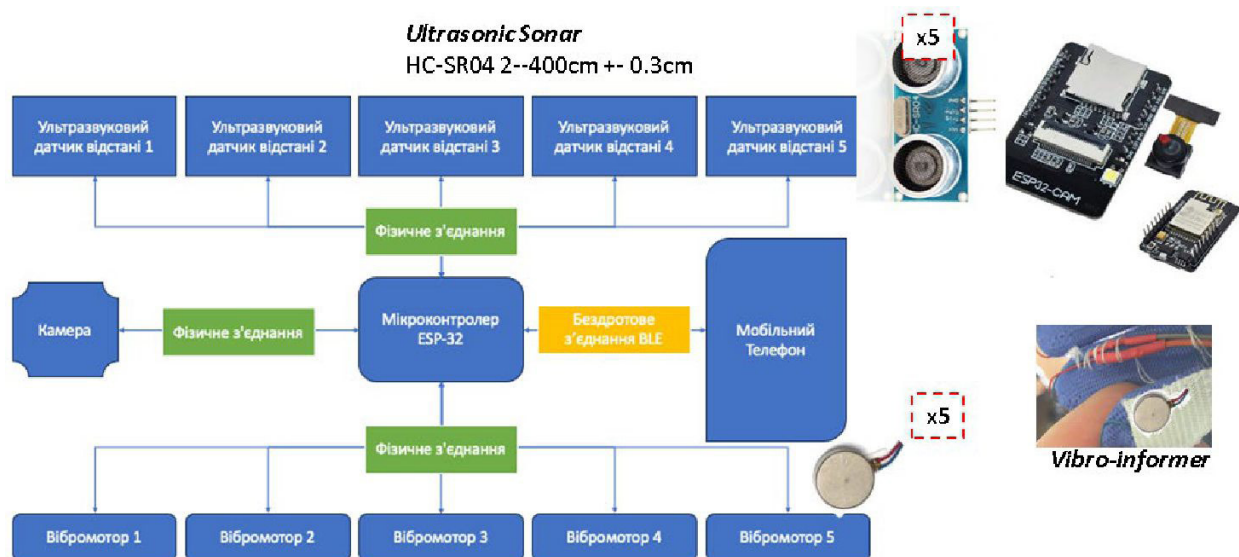 Ultrasonic Sonar
HC-SR04 2--400cm +- 0.3cm
x5
Ультразвуковий
датчик відстані 1
Ультразвуковий
датчик відстані 2
Ультразвуковий
датчик відстані 3
Ультразвуковий
датчик відстані 4
Ультразвуковий
датчик відстані 5
HC-SR04
ESP32-CAM
Фізичне з'єднання
Камера
Фізичне з'єднання
Мікроконтролер
ESP-32
Бездротове
з'єднання BLE
Мобільний
Телефон
Фізичне з'єднання
x5
Vibro-informer
Вібромотор 1
Вібромотор 2
Вібромотор 3
Вібромотор 4
Вібромотор 5